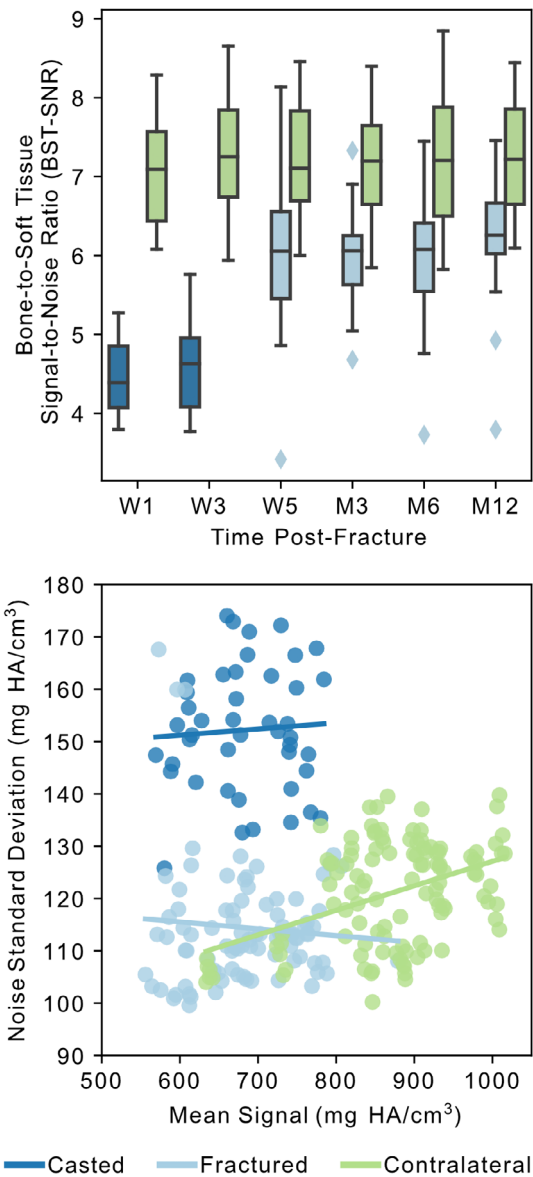 Bone-to-Soft Tissue
Signal-to-Noise Ratio (BST-SNR)
9
8
7
6
5
4
W1 W3 W5 M3 M6 M12
Time Post-Fracture
Noise Standard Deviation (mg HA/cm³)
180
170
160
150
140
130
120
110
100
90
500 600 700 800 900 1000
Mean Signal (mg HA/cm³)
Casted Fractured Contralateral